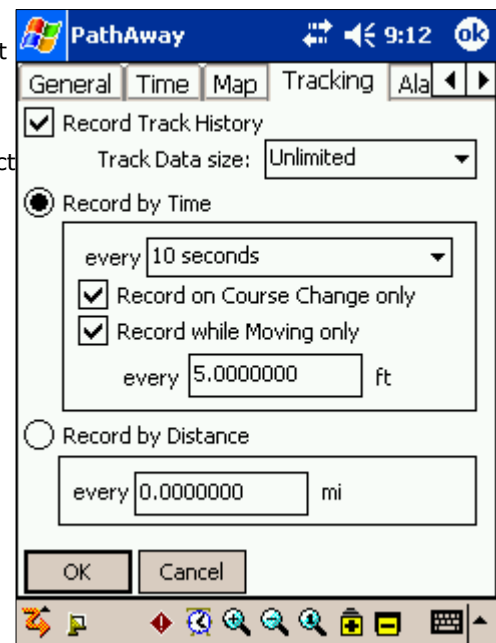 PathAway 9:12 ok
t
General Time Map Tracking Ala
Record Track History
ct
Track Data size: Unlimited
Record by Time
every 10 seconds
Record on Course Change only
Record while Moving only
every 5.0000000 ft
Record by Distance
every 0.0000000 mi
OK Cancel